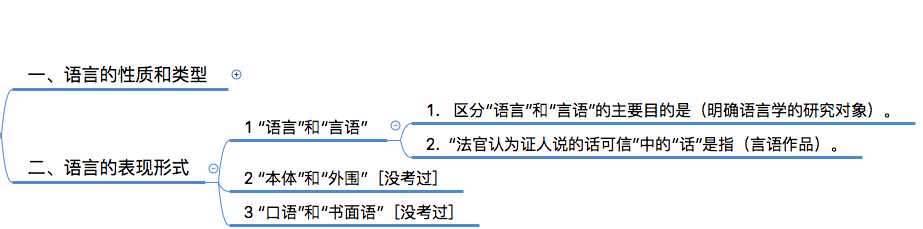 一、语言的性质和类型
二、语言的表现形式
1 “语言”和“言语”
1. 区分“语言”和“言语”的主要目的是（明确语言学的研究对象）。
2. “法官认为证人说的话可信”中的“话”是指（言语作品）。
2 “本体”和“外围”［没考过］
3 “口语”和“书面语”［没考过］